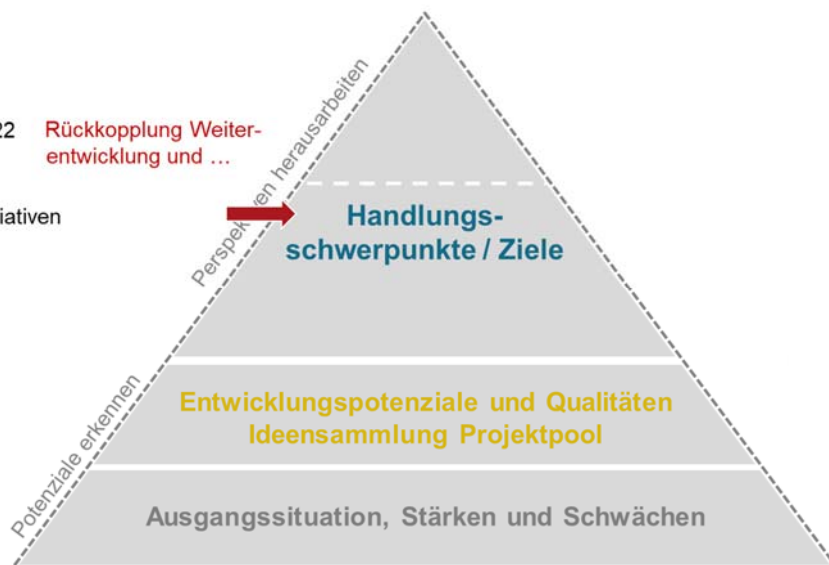 22 Rückkopplung Weiter-
entwicklung und ...
iativen
Perspektiven herausarbeiten
Handlungs-
schwerpunkte / Ziele
Potenziale erkennen
Entwicklungspotenziale und Qualitäten
Ideensammlung Projektpool
Ausgangssituation, Stärken und Schwächen